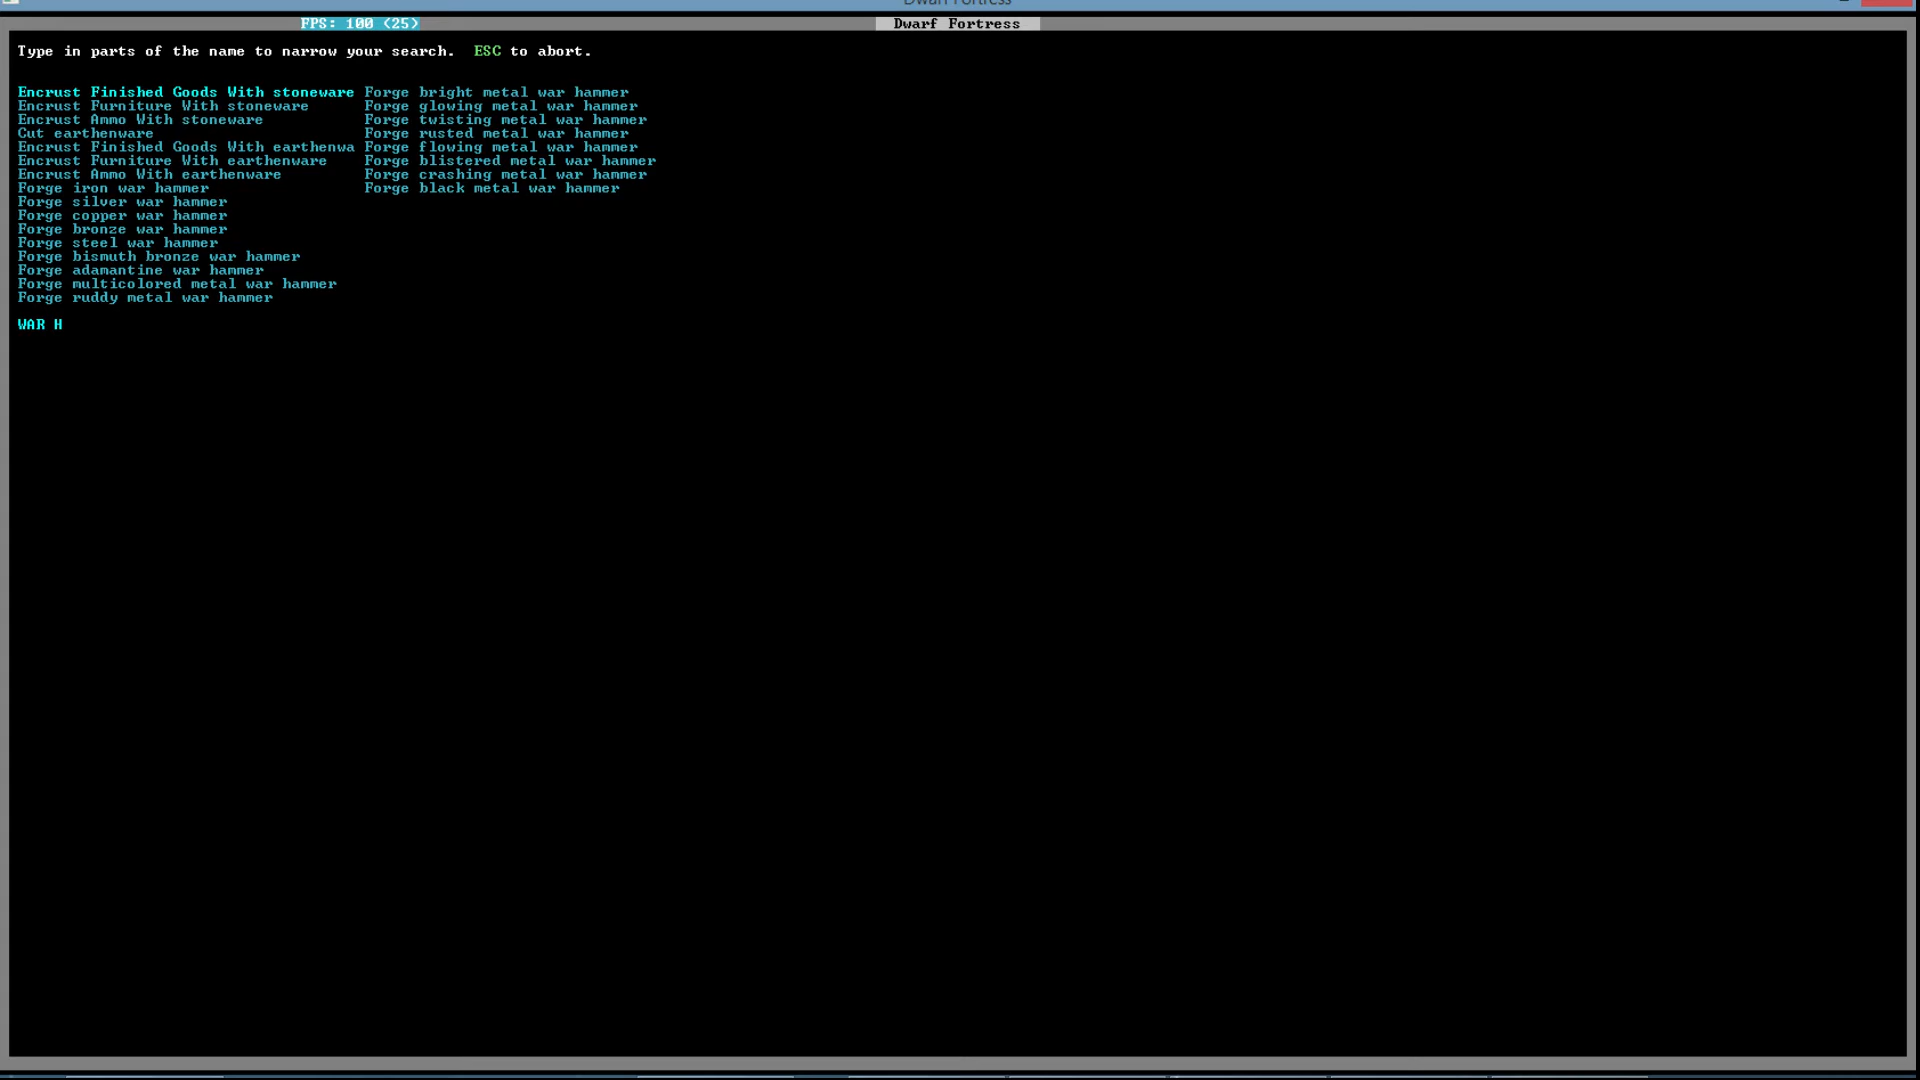 Dwarf Fortress
FPS: 100 (25)
Dwarf Fortress
Type in parts of the name to narrow your search.  ESC to abort.
Encrust Finished Goods With stoneware
Encrust Furniture With stoneware
Encrust Ammo With stoneware
Cut earthenware
Encrust Finished Goods With earthenwa
Encrust Furniture With earthenware
Encrust Ammo With earthenware
Forge iron war hammer
Forge silver war hammer
Forge copper war hammer
Forge bronze war hammer
Forge steel war hammer
Forge bismuth bronze war hammer
Forge adamantine war hammer
Forge multicolored metal war hammer
Forge ruddy metal war hammer
Forge bright metal war hammer
Forge glowing metal war hammer
Forge twisting metal war hammer
Forge rusted metal war hammer
Forge flowing metal war hammer
Forge blistered metal war hammer
Forge crashing metal war hammer
Forge black metal war hammer
WAR H